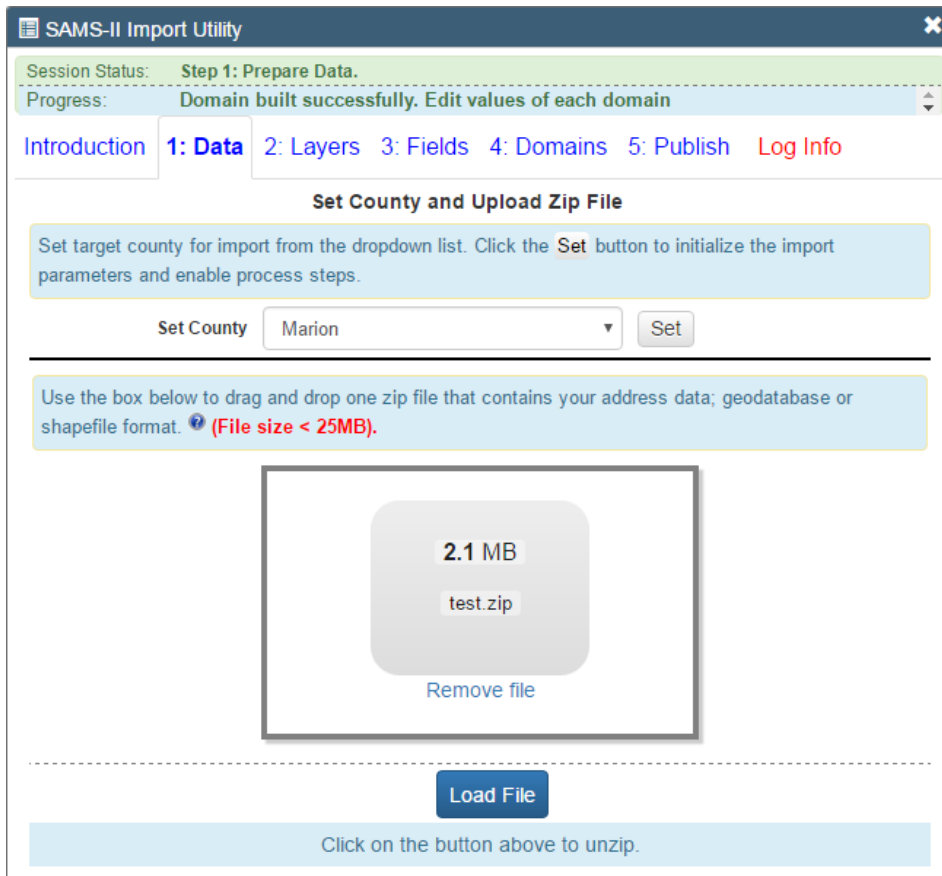 SAMS-II Import Utility
Session Status: Step 1: Prepare Data.
Progress: Domain built successfully. Edit values of each domain
Introduction 1: Data 2: Layers 3: Fields 4: Domains 5: Publish Log Info
Set County and Upload Zip File
Set target county for import from the dropdown list. Click the Set button to initialize the import
parameters and enable process steps.
Set County Marion Set
Use the box below to drag and drop one zip file that contains your address data; geodatabase or
shapefile format. ? (File size < 25MB).
2.1 MB
test.zip
Remove file
Load File
Click on the button above to unzip.